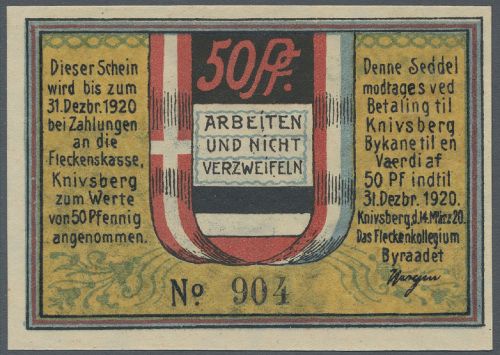 Dieser Schein
wird bis zum
31. Dezbr. 1920
bei Zahlungen
an die
Fleckenskasse,
Knivsberg
zum Werte
von 50 Pfennig
angenommen.
50 Pf.
ARBEITEN
UND NICHT
VERZWEIFELN
Denne Seddel
modtages ved
Betaling til
Knivsberg
Bykane til en
Vaerdi af
50 Pf indtil
31. Dezbr. 1920.
Knivsberg, d. 14. März 20.
Das Fleckenkollegium
Byraadet
No 904